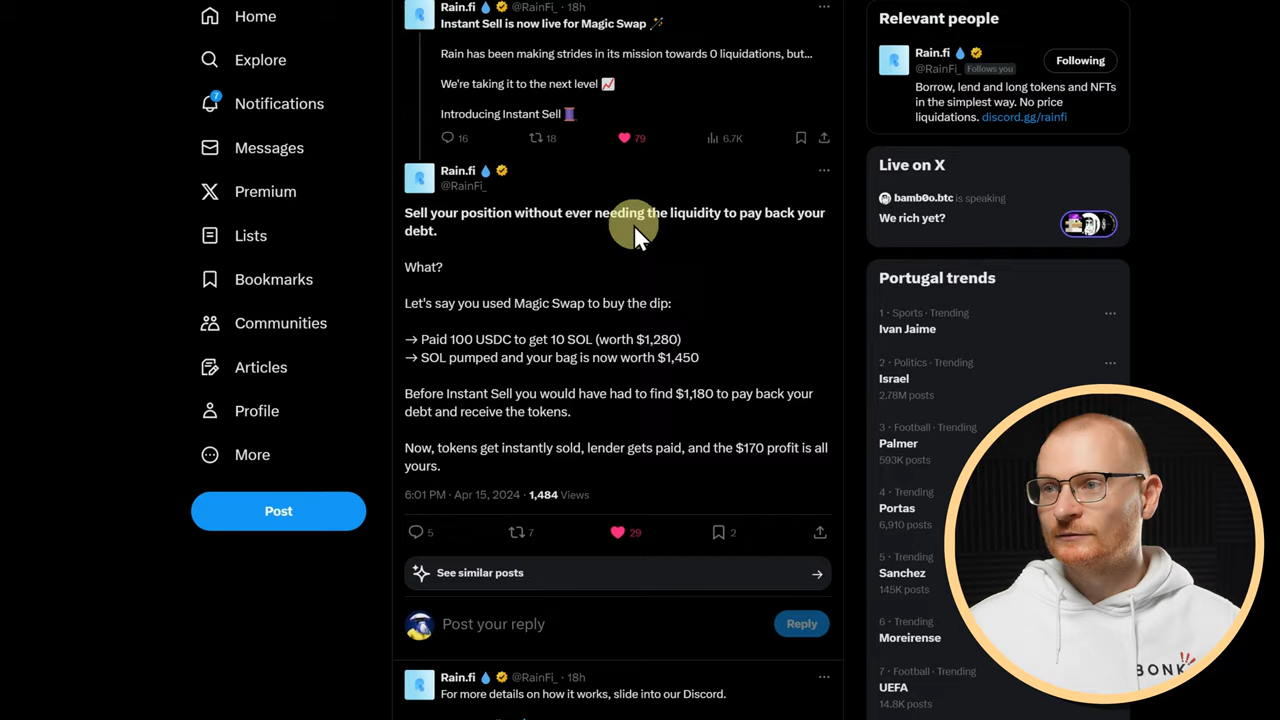 Home
Explore
7
Notifications
Messages
Premium
Lists
Bookmarks
Communities
Articles
Profile
More
Post
Rain.fi @RainFi_ · 18h
Instant Sell is now live for Magic Swap
Rain has been making strides in its mission towards 0 liquidations, but...
We're taking it to the next level
Introducing Instant Sell
16 18 79 6.7K
Rain.fi
@RainFi_
Sell your position without ever needing the liquidity to pay back your
debt.
What?
Let's say you used Magic Swap to buy the dip:
→ Paid 100 USDC to get 10 SOL (worth $1,280)
→ SOL pumped and your bag is now worth $1,450
Before Instant Sell you would have had to find $1,180 to pay back your
debt and receive the tokens.
Now, tokens get instantly sold, lender gets paid, and the $170 profit is all
yours.
6:01 PM · Apr 15, 2024 · 1,484 Views
5 7 29 2
See similar posts
Post your reply
Reply
Rain.fi @RainFi_ · 18h
For more details on how it works, slide into our Discord.
Relevant people
Rain.fi
@RainFi_ Follows you
Following
Borrow, lend and long tokens and NFTs
in the simplest way. No price
liquidations. discord.gg/rainfi
Live on X
bamb0o.btc is speaking
We rich yet?
Portugal trends
1 · Sports · Trending
Ivan Jaime
2 · Politics · Trending
Israel
2.78M posts
3 · Football · Trending
Palmer
593K posts
4 · Trending
Portas
6,910 posts
5 · Trending
Sanchez
145K posts
6 · Trending
Moreirense
7 · Football · Trending
UEFA
14.8K posts
BONK